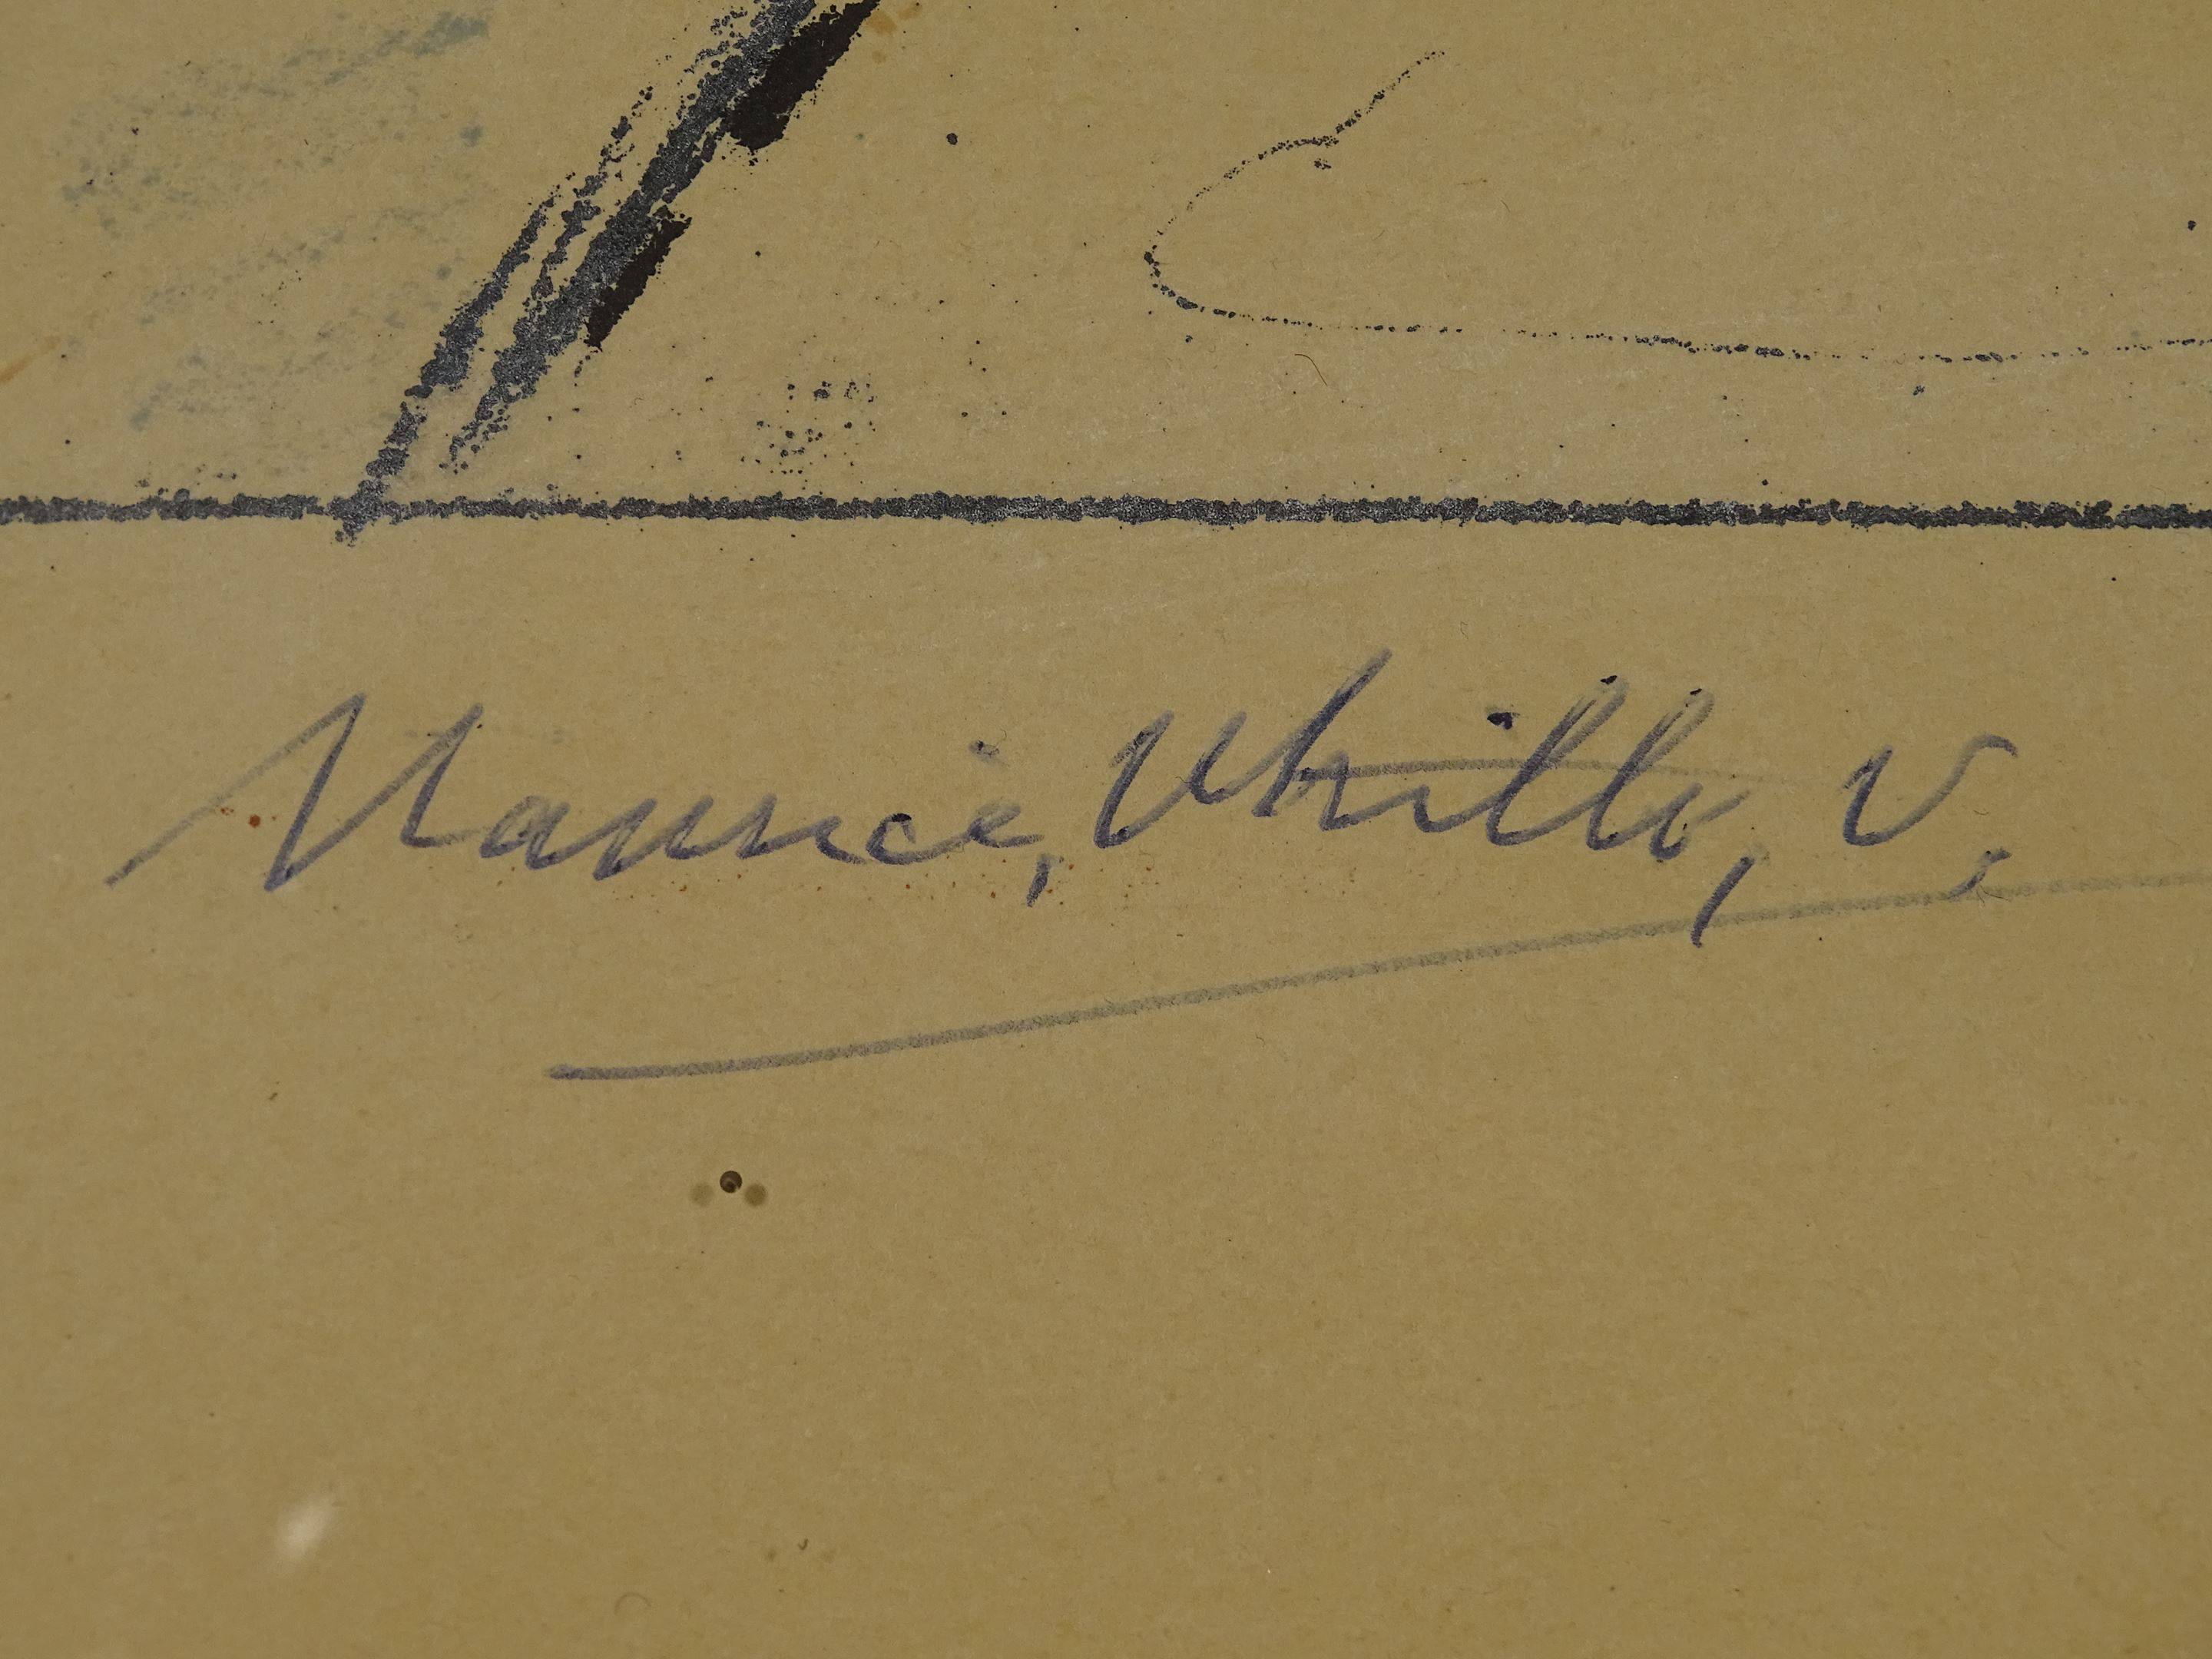 Maurice, Utrillo, V.